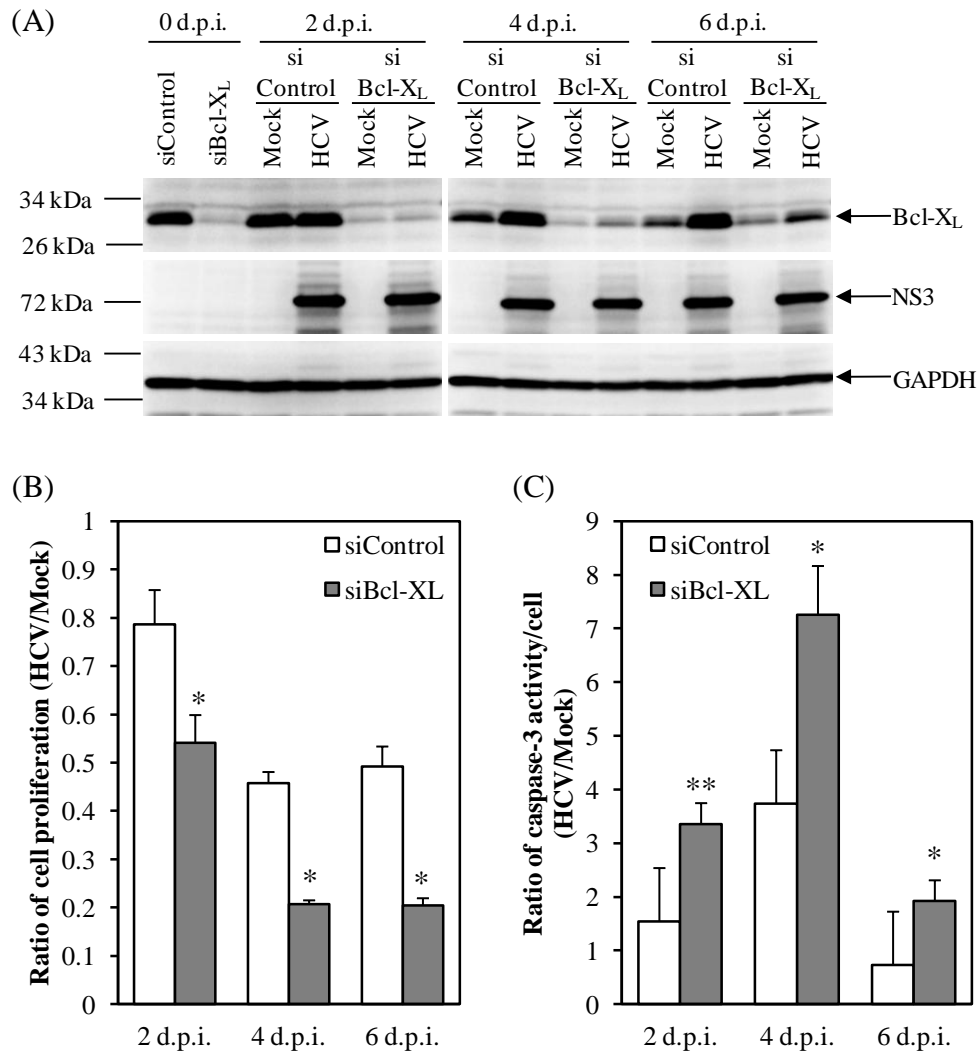 (A)
0 d.p.i. 2 d.p.i. 4 d.p.i. 6 d.p.i.
si si si si si si
Control Bcl-XL Control Bcl-XL Control Bcl-XL
siControl siBcl-XL Mock HCV Mock HCV Mock HCV Mock HCV Mock HCV Mock HCV
34 kDa
Bcl-XL
26 kDa
72 kDa
NS3
43 kDa
GAPDH
34 kDa
(B)
Ratio of cell proliferation (HCV/Mock)
1
0.9
0.8
0.7
0.6
0.5
0.4
0.3
0.2
0.1
0
siControl
siBcl-XL
*
*
*
2 d.p.i. 4 d.p.i. 6 d.p.i.
(C)
Ratio of caspase-3 activity/cell
(HCV/Mock)
9
8
7
6
5
4
3
2
1
0
siControl
siBcl-XL
**
*
*
2 d.p.i. 4 d.p.i. 6 d.p.i.